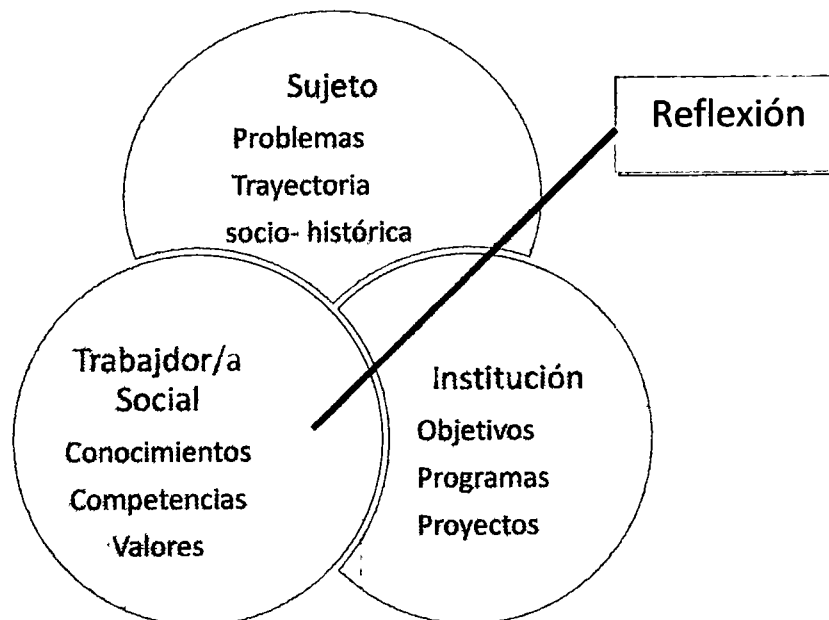 Sujeto
Problemas
Trayectoria
socio- histórica
Reflexión
Trabajdor/a
Social
Conocimientos
Competencias
Valores
Institución
Objetivos
Programas
Proyectos